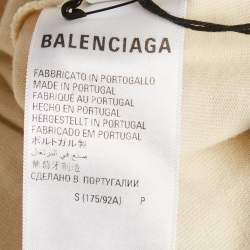 BALENCIAGA
FABBRICATO IN PORTOGALLO
MADE IN PORTUGAL
FABRIQUÉ AU PORTUGAL
HECHO EN PORTUGAL
HERGESTELLT IN PORTUGAL
FABRICADO EM PORTUGAL
ポルトガル製
صنع في البرتغال
葡萄牙制造
СДЕЛАНО В ПОРТУГАЛИИ
S (175/92A) P